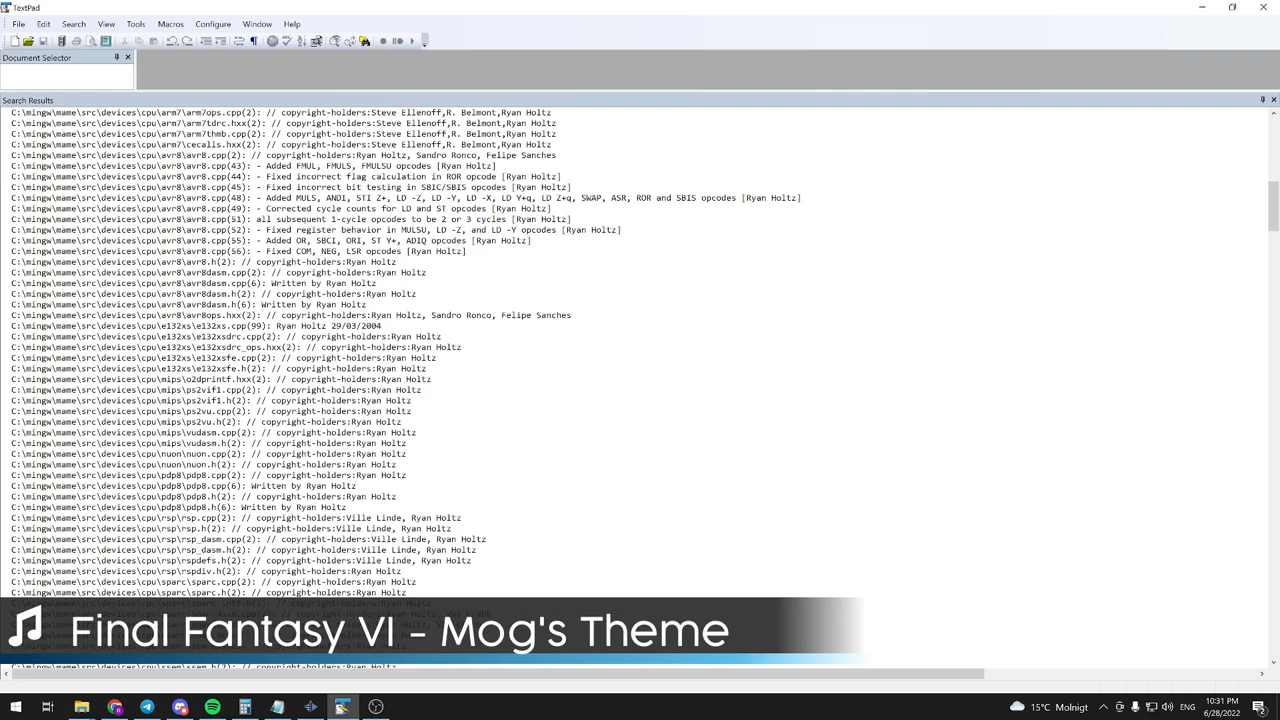 TextPad
File Edit Search View Tools Macros Configure Window Help
Document Selector
Search Results
C:\mingw\mame\src\devices\cpu\arm7\arm7ops.cpp(2): // copyright-holders:Steve Ellenoff,R. Belmont,Ryan Holtz
C:\mingw\mame\src\devices\cpu\arm7\arm7tdrc.hxx(2): // copyright-holders:Steve Ellenoff,R. Belmont,Ryan Holtz
C:\mingw\mame\src\devices\cpu\arm7\arm7thmb.cpp(2): // copyright-holders:Steve Ellenoff,R. Belmont,Ryan Holtz
C:\mingw\mame\src\devices\cpu\arm7\cecalls.hxx(2): // copyright-holders:Steve Ellenoff,R. Belmont,Ryan Holtz
C:\mingw\mame\src\devices\cpu\avr8\avr8.cpp(2): // copyright-holders:Ryan Holtz, Sandro Ronco, Felipe Sanches
C:\mingw\mame\src\devices\cpu\avr8\avr8.cpp(43): - Added FMUL, FMULS, FMULSU opcodes [Ryan Holtz]
C:\mingw\mame\src\devices\cpu\avr8\avr8.cpp(44): - Fixed incorrect flag calculation in ROR opcode [Ryan Holtz]
C:\mingw\mame\src\devices\cpu\avr8\avr8.cpp(45): - Fixed incorrect bit testing in SBIC/SBIS opcodes [Ryan Holtz]
C:\mingw\mame\src\devices\cpu\avr8\avr8.cpp(48): - Added MULS, ANDI, STI Z+, LD -Z, LD -Y, LD -X, LD Y+q, LD Z+q, SWAP, ASR, ROR and SBIS opcodes [Ryan Holtz]
C:\mingw\mame\src\devices\cpu\avr8\avr8.cpp(49): - Corrected cycle counts for LD and ST opcodes [Ryan Holtz]
C:\mingw\mame\src\devices\cpu\avr8\avr8.cpp(51): all subsequent 1-cycle opcodes to be 2 or 3 cycles [Ryan Holtz]
C:\mingw\mame\src\devices\cpu\avr8\avr8.cpp(52): - Fixed register behavior in MULSU, LD -Z, and LD -Y opcodes [Ryan Holtz]
C:\mingw\mame\src\devices\cpu\avr8\avr8.cpp(55): - Added OR, SBCI, ORI, ST Y+, ADIQ opcodes [Ryan Holtz]
C:\mingw\mame\src\devices\cpu\avr8\avr8.cpp(56): - Fixed COM, NEG, LSR opcodes [Ryan Holtz]
C:\mingw\mame\src\devices\cpu\avr8\avr8.h(2): // copyright-holders:Ryan Holtz
C:\mingw\mame\src\devices\cpu\avr8\avr8dasm.cpp(2): // copyright-holders:Ryan Holtz
C:\mingw\mame\src\devices\cpu\avr8\avr8dasm.cpp(6): Written by Ryan Holtz
C:\mingw\mame\src\devices\cpu\avr8\avr8dasm.h(2): // copyright-holders:Ryan Holtz
C:\mingw\mame\src\devices\cpu\avr8\avr8dasm.h(6): Written by Ryan Holtz
C:\mingw\mame\src\devices\cpu\avr8\avr8ops.hxx(2): // copyright-holders:Ryan Holtz, Sandro Ronco, Felipe Sanches
C:\mingw\mame\src\devices\cpu\e132xs\e132xs.cpp(99): Ryan Holtz 29/03/2004
C:\mingw\mame\src\devices\cpu\e132xs\e132xsdrc.cpp(2): // copyright-holders:Ryan Holtz
C:\mingw\mame\src\devices\cpu\e132xs\e132xsdrc_ops.hxx(2): // copyright-holders:Ryan Holtz
C:\mingw\mame\src\devices\cpu\e132xs\e132xsfe.cpp(2): // copyright-holders:Ryan Holtz
C:\mingw\mame\src\devices\cpu\e132xs\e132xsfe.h(2): // copyright-holders:Ryan Holtz
C:\mingw\mame\src\devices\cpu\mips\o2dprintf.hxx(2): // copyright-holders:Ryan Holtz
C:\mingw\mame\src\devices\cpu\mips\ps2vif1.cpp(2): // copyright-holders:Ryan Holtz
C:\mingw\mame\src\devices\cpu\mips\ps2vif1.h(2): // copyright-holders:Ryan Holtz
C:\mingw\mame\src\devices\cpu\mips\ps2vu.cpp(2): // copyright-holders:Ryan Holtz
C:\mingw\mame\src\devices\cpu\mips\ps2vu.h(2): // copyright-holders:Ryan Holtz
C:\mingw\mame\src\devices\cpu\mips\vudasm.cpp(2): // copyright-holders:Ryan Holtz
C:\mingw\mame\src\devices\cpu\mips\vudasm.h(2): // copyright-holders:Ryan Holtz
C:\mingw\mame\src\devices\cpu\nuon\nuon.cpp(2): // copyright-holders:Ryan Holtz
C:\mingw\mame\src\devices\cpu\nuon\nuon.h(2): // copyright-holders:Ryan Holtz
C:\mingw\mame\src\devices\cpu\pdp8\pdp8.cpp(2): // copyright-holders:Ryan Holtz
C:\mingw\mame\src\devices\cpu\pdp8\pdp8.cpp(6): Written by Ryan Holtz
C:\mingw\mame\src\devices\cpu\pdp8\pdp8.h(2): // copyright-holders:Ryan Holtz
C:\mingw\mame\src\devices\cpu\pdp8\pdp8.h(6): Written by Ryan Holtz
C:\mingw\mame\src\devices\cpu\rsp\rsp.cpp(2): // copyright-holders:Ville Linde, Ryan Holtz
C:\mingw\mame\src\devices\cpu\rsp\rsp.h(2): // copyright-holders:Ville Linde, Ryan Holtz
C:\mingw\mame\src\devices\cpu\rsp\rsp_dasm.cpp(2): // copyright-holders:Ville Linde, Ryan Holtz
C:\mingw\mame\src\devices\cpu\rsp\rsp_dasm.h(2): // copyright-holders:Ville Linde, Ryan Holtz
C:\mingw\mame\src\devices\cpu\rsp\rspdefs.h(2): // copyright-holders:Ville Linde, Ryan Holtz
C:\mingw\mame\src\devices\cpu\rsp\rspdiv.h(2): // copyright-holders:Ryan Holtz
C:\mingw\mame\src\devices\cpu\sparc\sparc.cpp(2): // copyright-holders:Ryan Holtz
C:\mingw\mame\src\devices\cpu\sparc\sparc.h(2): // copyright-holders:Ryan Holtz
Final Fantasy VI - Mog's Theme
15°C Molnigt
10:31 PM
6/28/2022